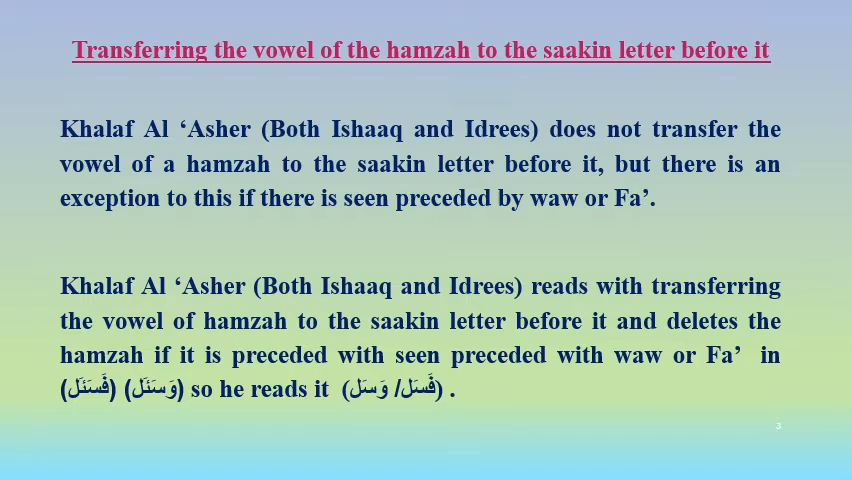 Transferring the vowel of the hamzah to the saakin letter before it
Khalaf Al ‘Asher (Both Ishaaq and Idrees) does not transfer the
vowel of a hamzah to the saakin letter before it, but there is an
exception to this if there is seen preceded by waw or Fa’.
Khalaf Al ‘Asher (Both Ishaaq and Idrees) reads with transferring
the vowel of hamzah to the saakin letter before it and deletes the
hamzah if it is preceded with seen preceded with waw or Fa’ in
(فَسَئَل) (وَسَئَل) so he reads it (فَسَل/ وَسَل) .
3